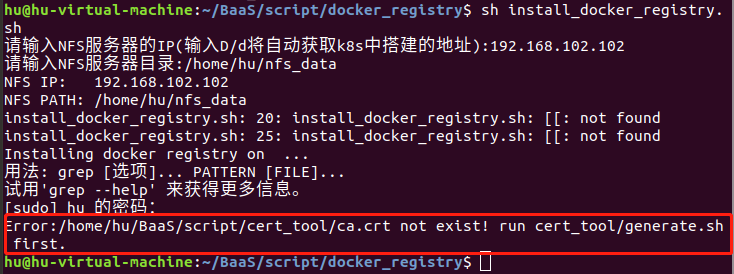 hu@hu-virtual-machine:~/BaaS/script/docker_registry$ sh install_docker_registry.
sh
请输入NFS服务器的IP(输入D/d将自动获取k8s中搭建的地址):192.168.102.102
请输入NFS服务器目录:/home/hu/nfs_data
NFS IP:   192.168.102.102
NFS PATH: /home/hu/nfs_data
install_docker_registry.sh: 20: install_docker_registry.sh: [[: not found
install_docker_registry.sh: 25: install_docker_registry.sh: [[: not found
Installing docker registry on  ...
用法: grep [选项]... PATTERN [FILE]...
试用'grep --help' 来获得更多信息。
[sudo] hu 的密码：
Error:/home/hu/BaaS/script/cert_tool/ca.crt not exist! run cert_tool/generate.sh
 first.
hu@hu-virtual-machine:~/BaaS/script/docker_registry$